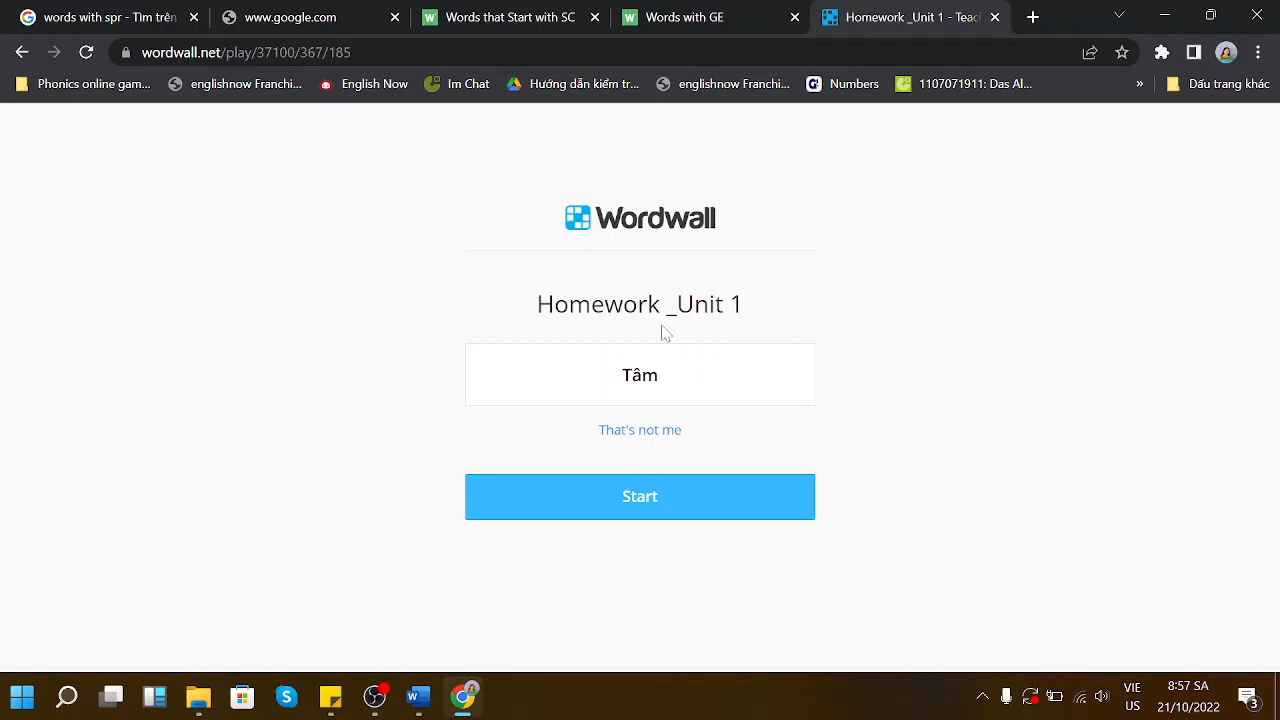 words with spr - Tìm trên
www.google.com
Words that Start with SC
Words with GE
Homework _Unit 1 - Teac
wordwall.net/play/37100/367/185
Phonics online gam...
englishnow Franchi...
English Now
Im Chat
Hướng dẫn kiểm tr...
englishnow Franchi...
Numbers
1107071911: Das Al...
»
Dấu trang khác
Wordwall
Homework _Unit 1
Tâm
That's not me
Start
VIE
US
8:57 SA
21/10/2022
3